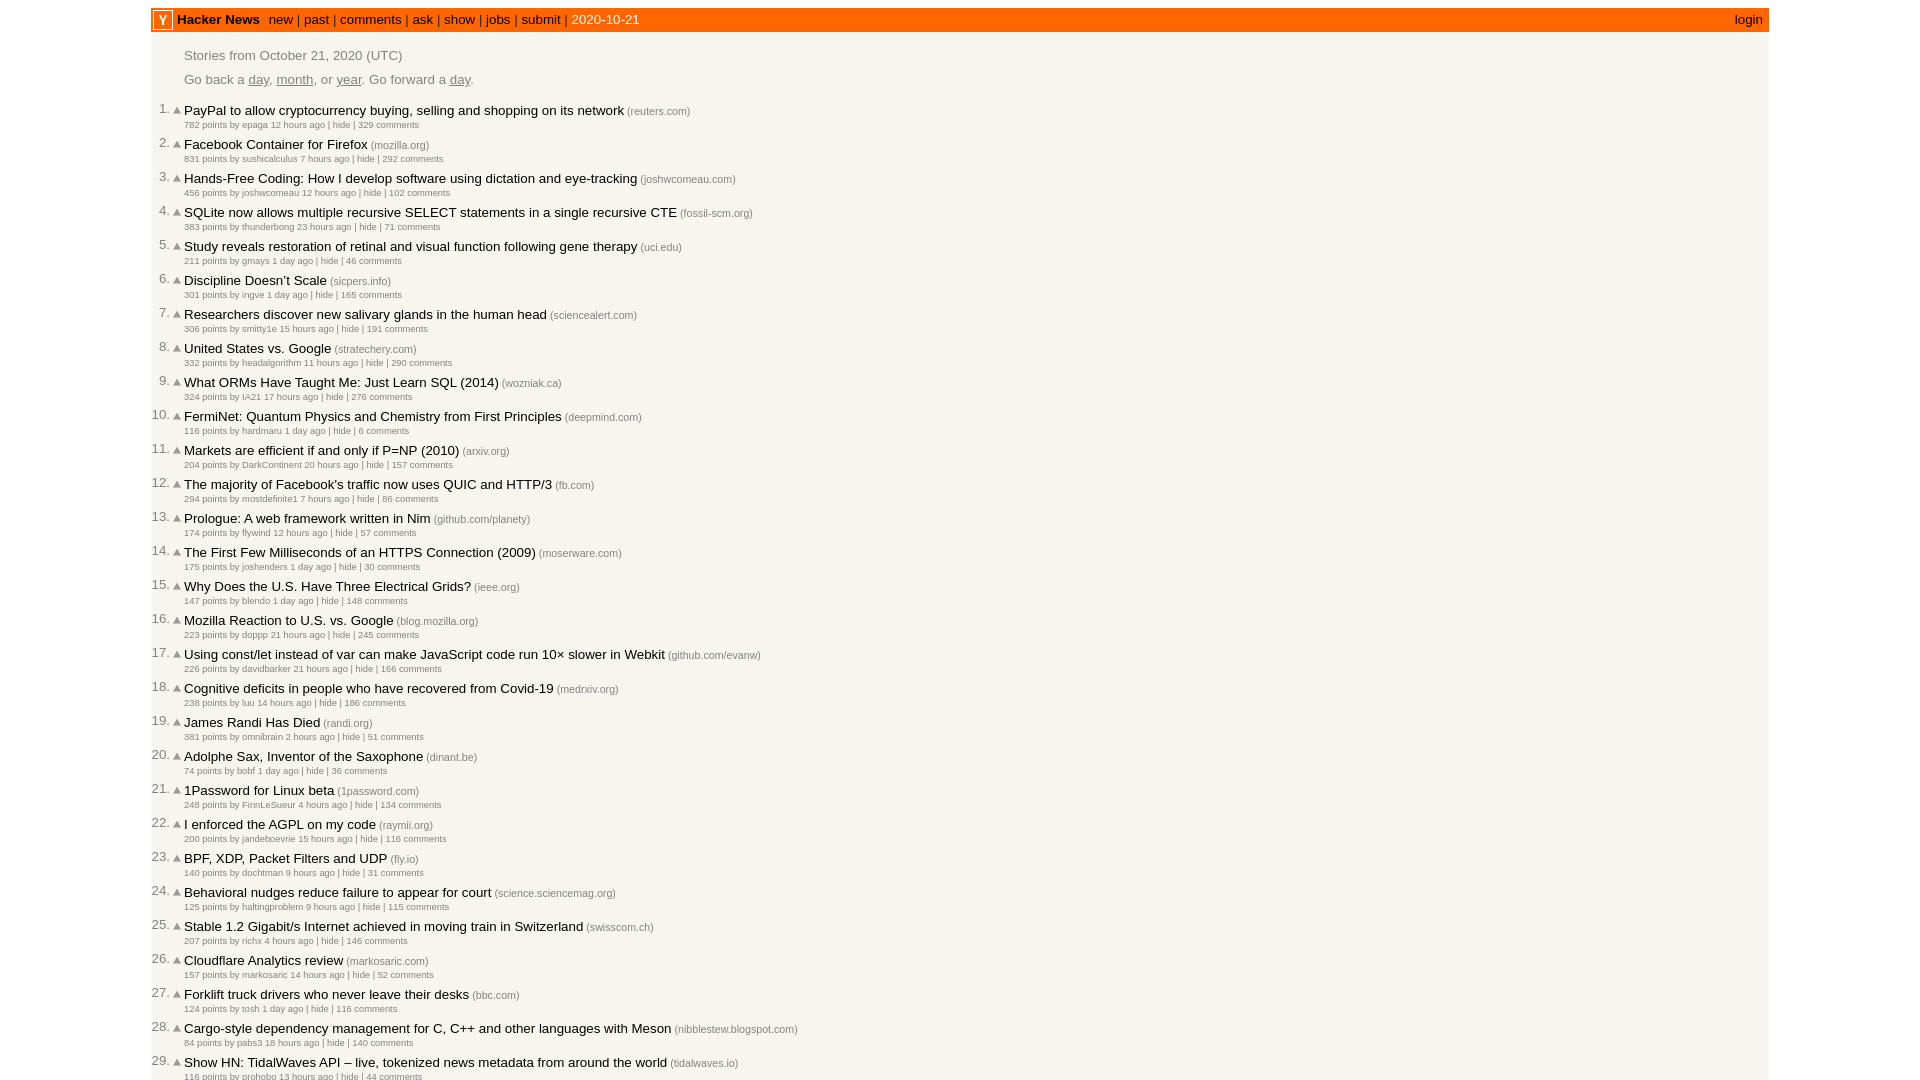 Y Hacker News new | past | comments | ask | show | jobs | submit | 2020-10-21 login
Stories from October 21, 2020 (UTC)
Go back a day, month, or year. Go forward a day.
1. PayPal to allow cryptocurrency buying, selling and shopping on its network (reuters.com)
782 points by epaga 12 hours ago | hide | 329 comments
2. Facebook Container for Firefox (mozilla.org)
831 points by sushicalculus 7 hours ago | hide | 292 comments
3. Hands-Free Coding: How I develop software using dictation and eye-tracking (joshwcomeau.com)
456 points by joshwcomeau 12 hours ago | hide | 102 comments
4. SQLite now allows multiple recursive SELECT statements in a single recursive CTE (fossil-scm.org)
383 points by thunderbong 23 hours ago | hide | 71 comments
5. Study reveals restoration of retinal and visual function following gene therapy (uci.edu)
211 points by gmays 1 day ago | hide | 46 comments
6. Discipline Doesn’t Scale (sicpers.info)
301 points by ingve 1 day ago | hide | 165 comments
7. Researchers discover new salivary glands in the human head (sciencealert.com)
306 points by smitty1e 15 hours ago | hide | 191 comments
8. United States vs. Google (stratechery.com)
332 points by headalgorithm 11 hours ago | hide | 290 comments
9. What ORMs Have Taught Me: Just Learn SQL (2014) (wozniak.ca)
324 points by IA21 17 hours ago | hide | 276 comments
10. FermiNet: Quantum Physics and Chemistry from First Principles (deepmind.com)
116 points by hardmaru 1 day ago | hide | 6 comments
11. Markets are efficient if and only if P=NP (2010) (arxiv.org)
204 points by DarkContinent 20 hours ago | hide | 157 comments
12. The majority of Facebook's traffic now uses QUIC and HTTP/3 (fb.com)
294 points by mostdefinite1 7 hours ago | hide | 86 comments
13. Prologue: A web framework written in Nim (github.com/planety)
174 points by flywind 12 hours ago | hide | 57 comments
14. The First Few Milliseconds of an HTTPS Connection (2009) (moserware.com)
175 points by joshenders 1 day ago | hide | 30 comments
15. Why Does the U.S. Have Three Electrical Grids? (ieee.org)
147 points by blendo 1 day ago | hide | 148 comments
16. Mozilla Reaction to U.S. vs. Google (blog.mozilla.org)
223 points by doppp 21 hours ago | hide | 245 comments
17. Using const/let instead of var can make JavaScript code run 10× slower in Webkit (github.com/evanw)
226 points by davidbarker 21 hours ago | hide | 166 comments
18. Cognitive deficits in people who have recovered from Covid-19 (medrxiv.org)
238 points by luu 14 hours ago | hide | 186 comments
19. James Randi Has Died (randi.org)
381 points by omnibrain 2 hours ago | hide | 51 comments
20. Adolphe Sax, Inventor of the Saxophone (dinant.be)
74 points by bobf 1 day ago | hide | 36 comments
21. 1Password for Linux beta (1password.com)
248 points by FinnLeSueur 4 hours ago | hide | 134 comments
22. I enforced the AGPL on my code (raymii.org)
200 points by jandeboevrie 15 hours ago | hide | 116 comments
23. BPF, XDP, Packet Filters and UDP (fly.io)
140 points by dochtman 9 hours ago | hide | 31 comments
24. Behavioral nudges reduce failure to appear for court (science.sciencemag.org)
125 points by haltingproblem 9 hours ago | hide | 115 comments
25. Stable 1.2 Gigabit/s Internet achieved in moving train in Switzerland (swisscom.ch)
207 points by richx 4 hours ago | hide | 146 comments
26. Cloudflare Analytics review (markosaric.com)
157 points by markosaric 14 hours ago | hide | 52 comments
27. Forklift truck drivers who never leave their desks (bbc.com)
124 points by tosh 1 day ago | hide | 116 comments
28. Cargo-style dependency management for C, C++ and other languages with Meson (nibblestew.blogspot.com)
84 points by pabs3 18 hours ago | hide | 140 comments
29. Show HN: TidalWaves API – live, tokenized news metadata from around the world (tidalwaves.io)
116 points by prohobo 13 hours ago | hide | 44 comments